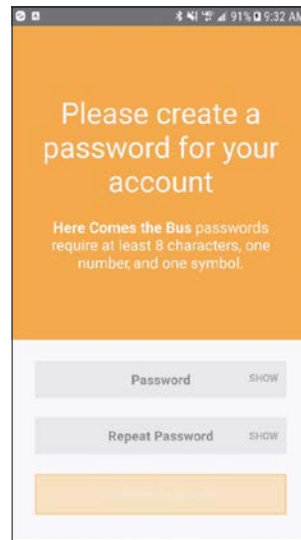 91% 9:32 AM
Please create a
password for your
account
Here Comes the Bus passwords
require at least 8 characters, one
number, and one symbol.
Password SHOW
Repeat Password SHOW